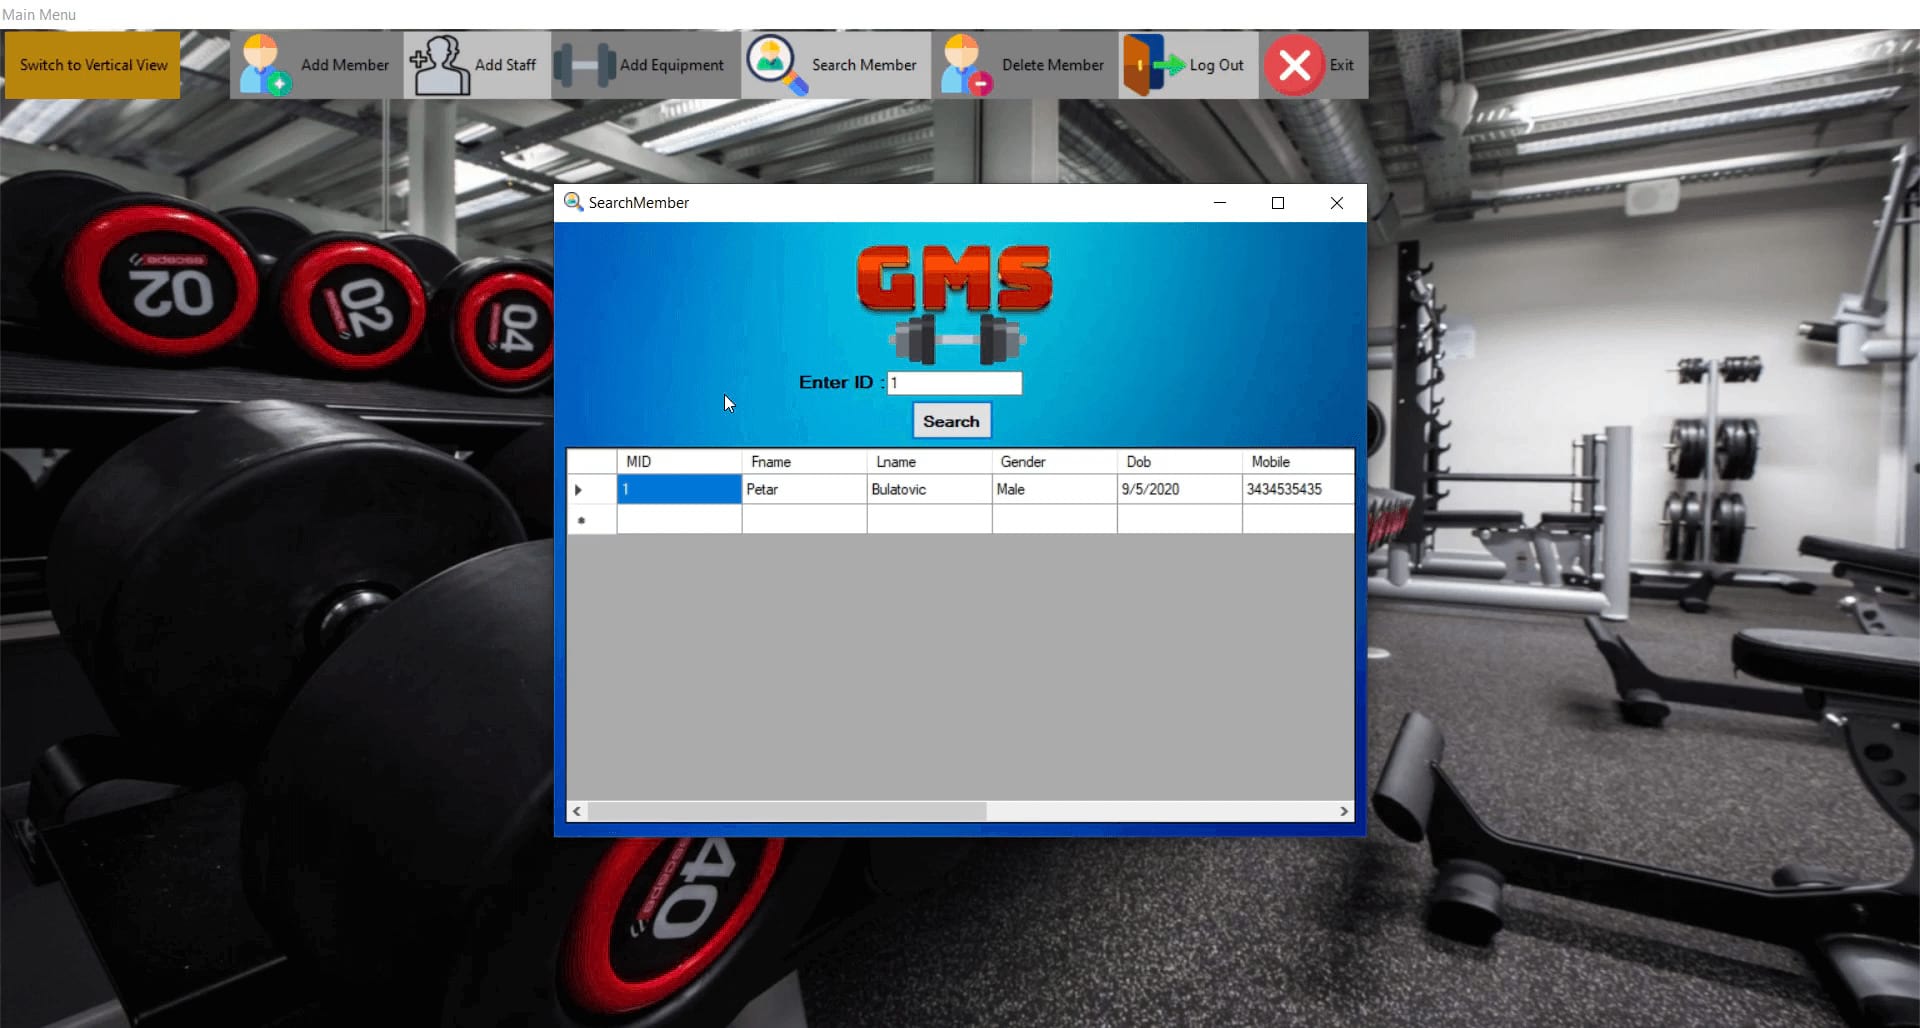 Main Menu
Switch to Vertical View
Add Member
Add Staff
Add Equipment
Search Member
Delete Member
Log Out
Exit
SearchMember
GMS
Enter ID : 1
Search
MID Fname Lname Gender Dob Mobile
1 Petar Bulatovic Male 9/5/2020 3434535435
02
escape
02
04
40
escape